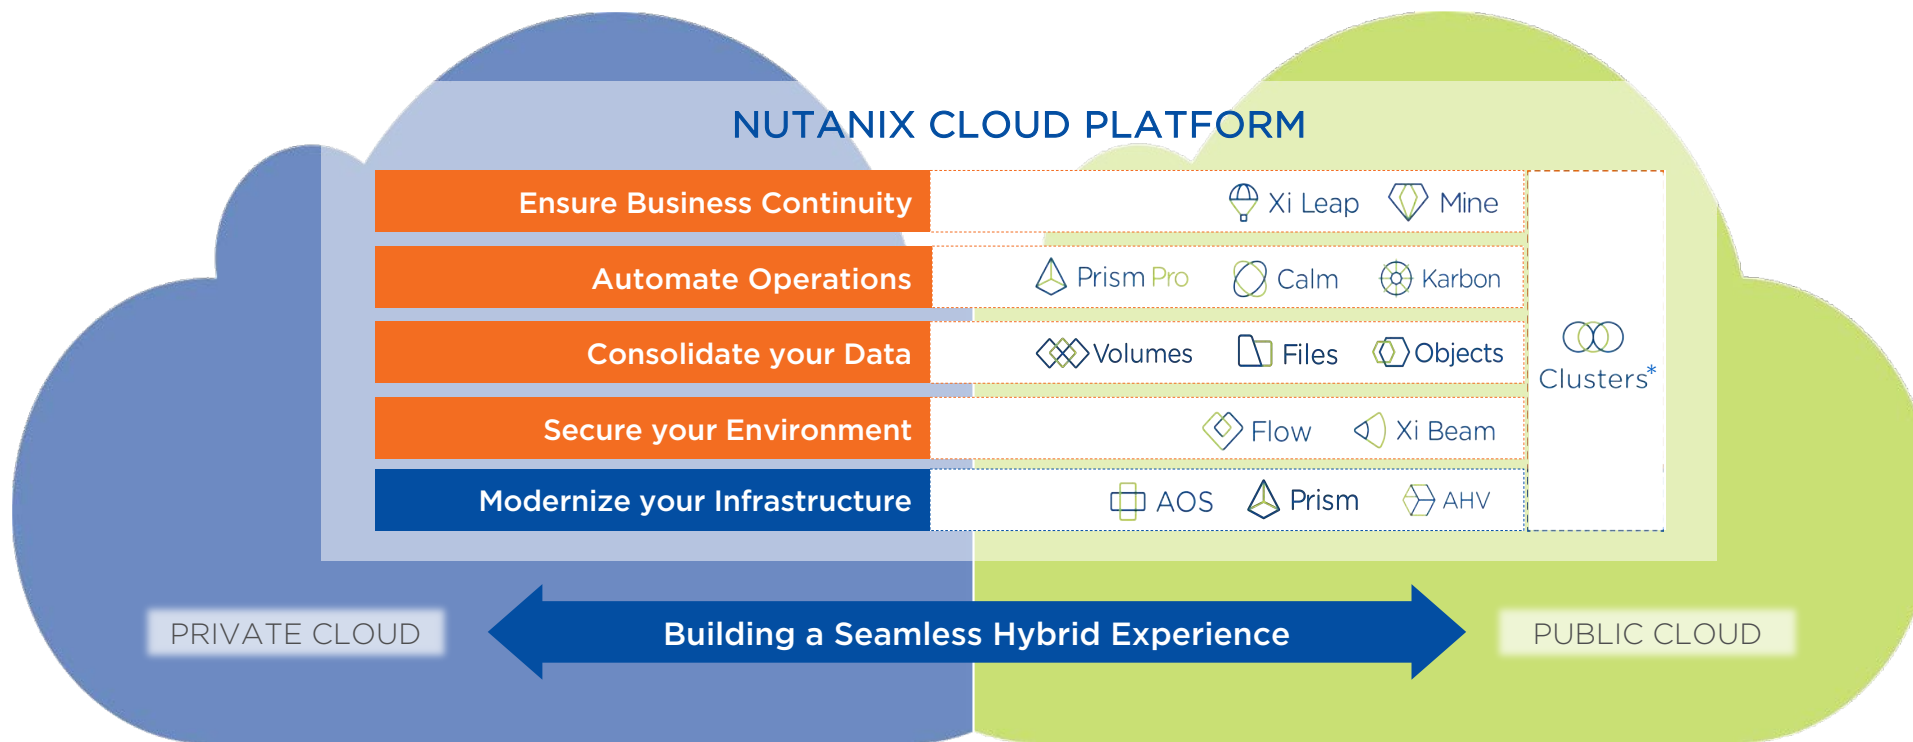 NUTANIX CLOUD PLATFORM
Ensure Business Continuity Xi Leap Mine
Automate Operations Prism Pro Calm Karbon
Consolidate your Data Volumes Files Objects
Clusters*
Secure your Environment Flow Xi Beam
Modernize your Infrastructure AOS Prism AHV
PRIVATE CLOUD Building a Seamless Hybrid Experience PUBLIC CLOUD